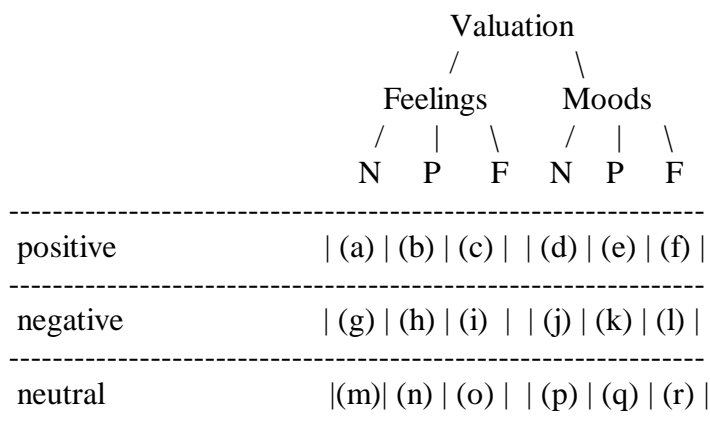 Valuation
/ \
Feelings Moods
/ | \ / | \
N P F N P F
-----------------------------------------------------------------
positive | (a) | (b) | (c) | | (d) | (e) | (f) |
-----------------------------------------------------------------
negative | (g) | (h) | (i) | | (j) | (k) | (l) |
-----------------------------------------------------------------
neutral |(m)| (n) | (o) | | (p) | (q) | (r) |